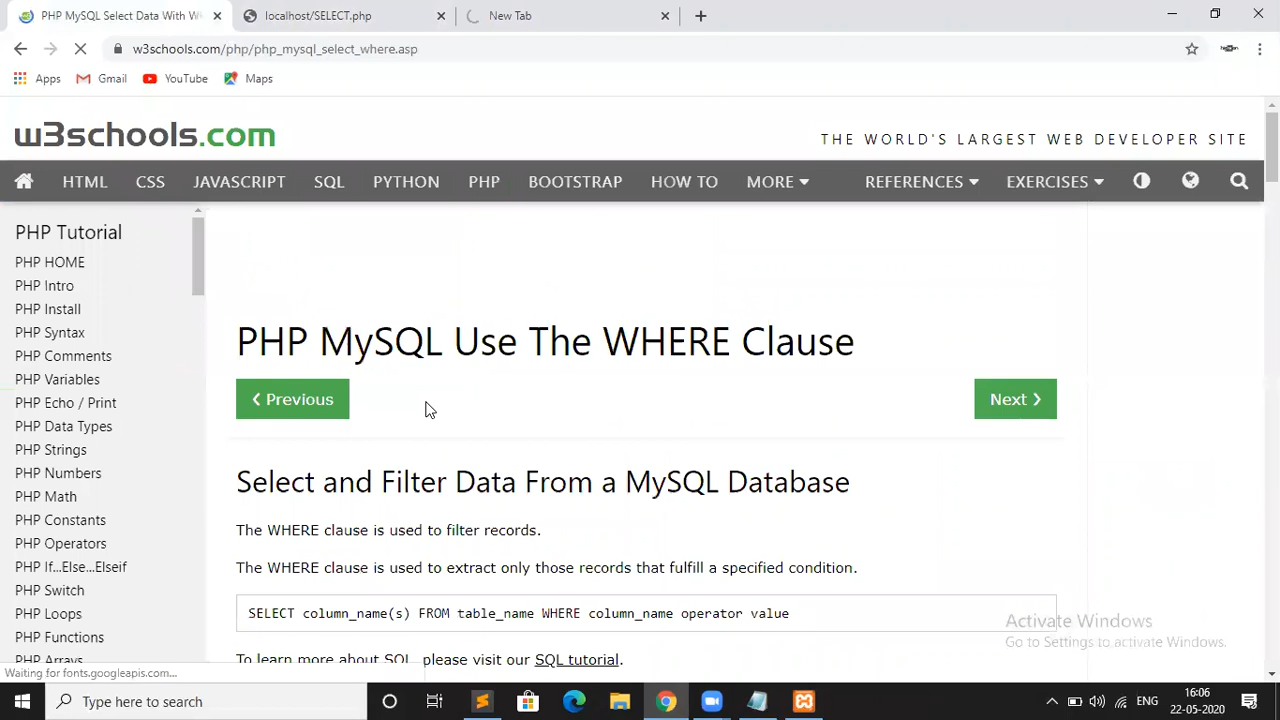 PHP MySQL Select Data With W
localhost/SELECT.php
New Tab
w3schools.com/php/php_mysql_select_where.asp
Apps
Gmail
YouTube
Maps
w3schools.com
THE WORLD'S LARGEST WEB DEVELOPER SITE
HTML CSS JAVASCRIPT SQL PYTHON PHP BOOTSTRAP HOW TO MORE REFERENCES EXERCISES
PHP Tutorial
PHP HOME
PHP Intro
PHP Install
PHP Syntax
PHP Comments
PHP Variables
PHP Echo / Print
PHP Data Types
PHP Strings
PHP Numbers
PHP Math
PHP Constants
PHP Operators
PHP If...Else...Elseif
PHP Switch
PHP Loops
PHP Functions
PHP Arrays
PHP MySQL Use The WHERE Clause
❮ Previous
Next ❯
Select and Filter Data From a MySQL Database
The WHERE clause is used to filter records.
The WHERE clause is used to extract only those records that fulfill a specified condition.
SELECT column_name(s) FROM table_name WHERE column_name operator value
To learn more about SQL, please visit our SQL tutorial.
Activate Windows
Go to Settings to activate Windows.
Waiting for fonts.googleapis.com...
Type here to search
ENG
16:06
22-05-2020